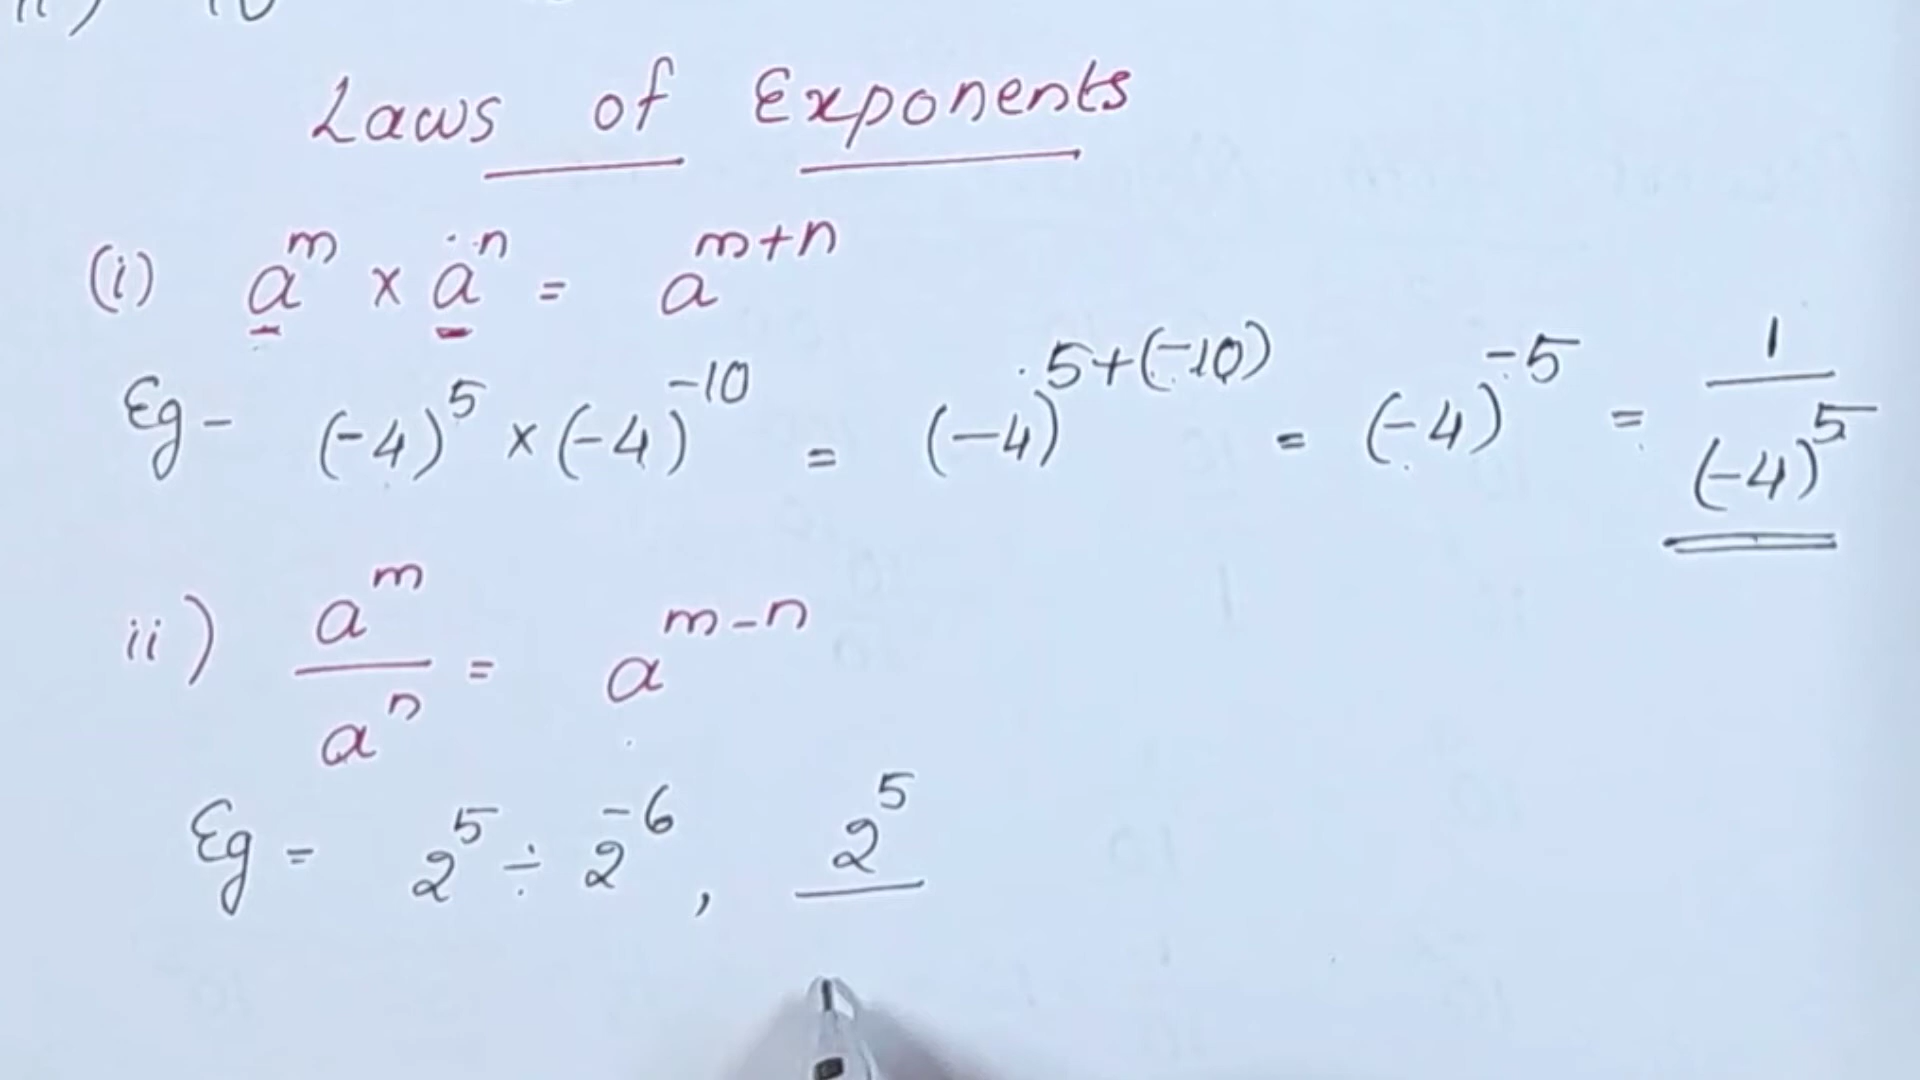 Laws of Exponents
(i) a^m × a^n = a^(m+n)
Eg - (-4)^5 × (-4)^-10 = (-4)^(5+(-10)) = (-4)^-5 = 1/(-4)^5
ii) a^m/a^n = a^(m-n)
Eg = 2^5 ÷ 2^-6 , 2^5